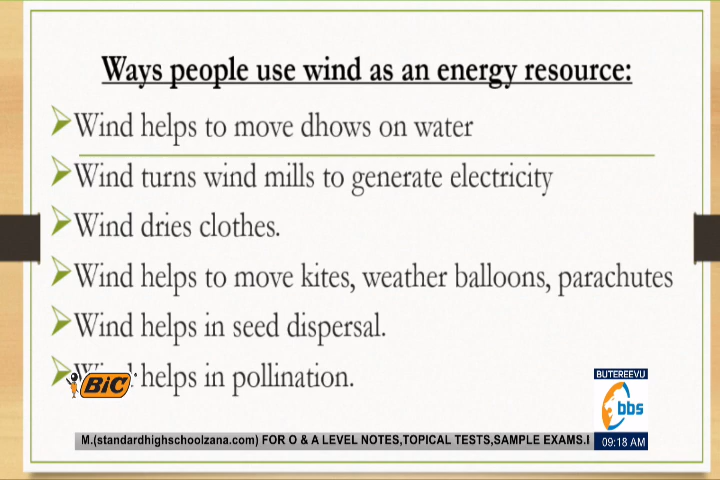 Ways people use wind as an energy resource:
Wind helps to move dhows on water
Wind turns wind mills to generate electricity
Wind dries clothes.
Wind helps to move kites, weather balloons, parachutes
Wind helps in seed dispersal.
Wind helps in pollination.
BiC
BUTEREEVU
bbs
M.(standardhighschoolzana.com) FOR O & A LEVEL NOTES,TOPICAL TESTS,SAMPLE EXAMS.I
09:18 AM